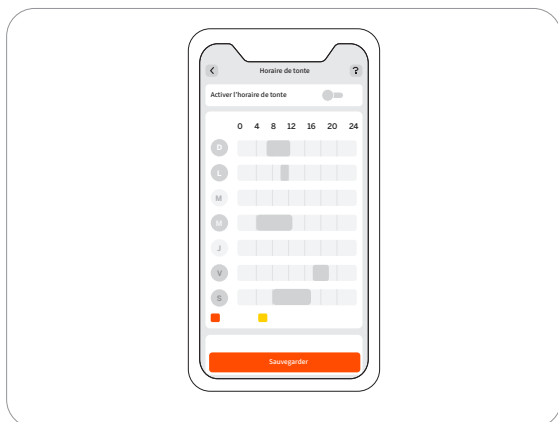 Horaire de tonte ?
Activer l'horaire de tonte
0 4 8 12 16 20 24
D
L
M
M
J
V
S
Sauvegarder